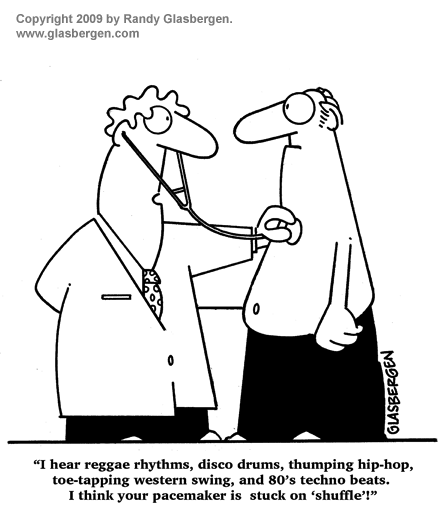 Copyright 2009 by Randy Glasbergen.
www.glasbergen.com
GLASBERGEN
“I hear reggae rhythms, disco drums, thumping hip-hop,
toe-tapping western swing, and 80’s techno beats.
I think your pacemaker is stuck on ‘shuffle’!”